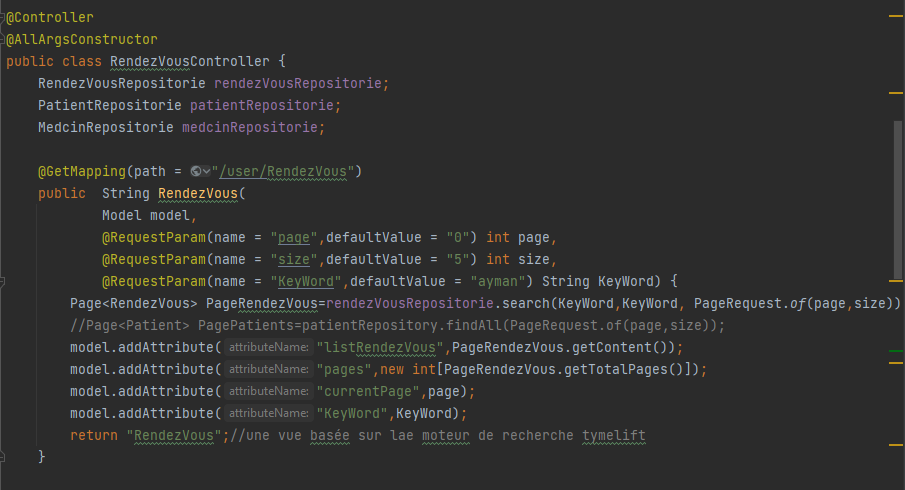 @Controller
@AllArgsConstructor
public class RendezVousController {
RendezVousRepositorie rendezVousRepositorie;
PatientRepositorie patientRepositorie;
MedcinRepositorie medcinRepositorie;
@GetMapping(path = "/user/RendezVous")
public String RendezVous(
Model model,
@RequestParam(name = "page",defaultValue = "0") int page,
@RequestParam(name = "size",defaultValue = "5") int size,
@RequestParam(name = "KeyWord",defaultValue = "ayman") String KeyWord) {
Page<RendezVous> PageRendezVous=rendezVousRepositorie.search(KeyWord,KeyWord, PageRequest.of(page,size))
//Page<Patient> PagePatients=patientRepository.findAll(PageRequest.of(page,size));
model.addAttribute( attributeName: "listRendezVous",PageRendezVous.getContent());
model.addAttribute( attributeName: "pages",new int[PageRendezVous.getTotalPages()]);
model.addAttribute( attributeName: "currentPage",page);
model.addAttribute( attributeName: "KeyWord",KeyWord);
return "RendezVous";//une vue basée sur lae moteur de recherche tymelift
}